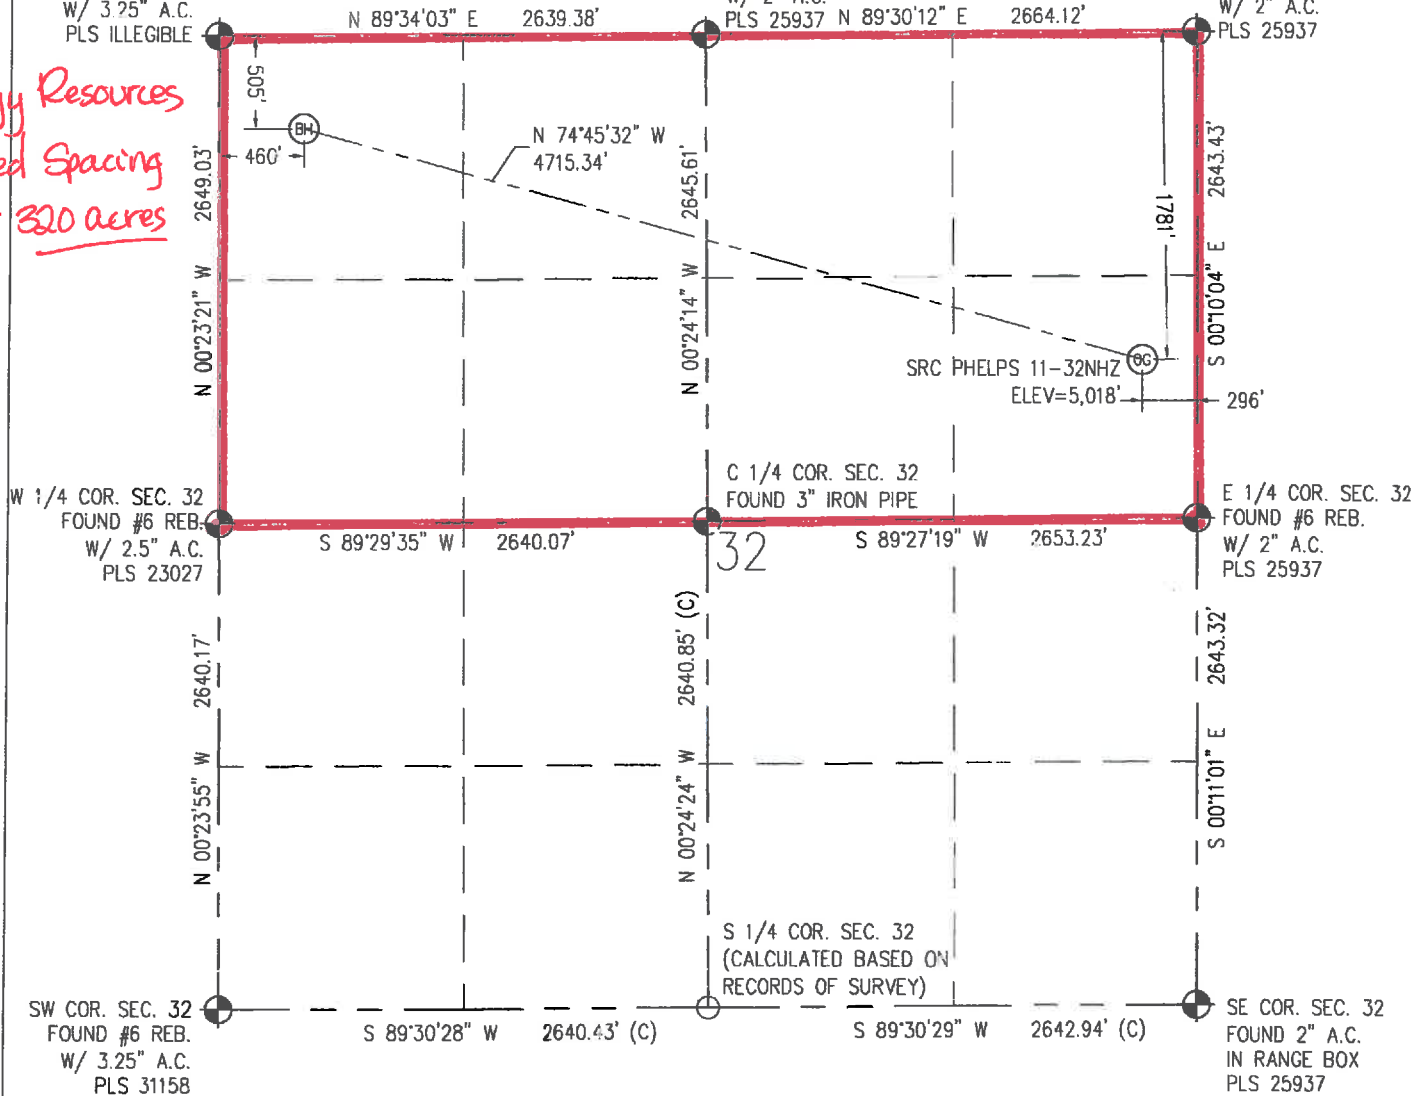 W/ 3.25" A.C.
PLS ILLEGIBLE
N 89°34'03" E 2639.38'
W/ 2" A.C.
PLS 25937
N 89°30'12" E 2664.12'
W/ 2" A.C.
PLS 25937
Resources
Spacing
320 acres
505'
BH
460'
N 74°45'32" W
4715.34'
2649.03'
N 00°23'21" W
2645.61'
N 00°24'14" W
2643.43'
S 00°10'04" E
1781'
SRC PHELPS 11-32NHZ
OG
ELEV=5,018'
296'
W 1/4 COR. SEC. 32
FOUND #6 REB.
W/ 2.5" A.C.
PLS 23027
C 1/4 COR. SEC. 32
FOUND 3" IRON PIPE
E 1/4 COR. SEC. 32
FOUND #6 REB.
W/ 2" A.C.
PLS 25937
S 89°29'35" W 2640.07'
32
S 89°27'19" W 2653.23'
2640.17'
N 00°23'55" W
2640.85' (C)
N 00°24'24" W
2643.32'
S 00°11'01" E
S 1/4 COR. SEC. 32
(CALCULATED BASED ON
RECORDS OF SURVEY)
SW COR. SEC. 32
FOUND #6 REB.
W/ 3.25" A.C.
PLS 31158
S 89°30'28" W 2640.43' (C)
S 89°30'29" W 2642.94' (C)
SE COR. SEC. 32
FOUND 2" A.C.
IN RANGE BOX
PLS 25937